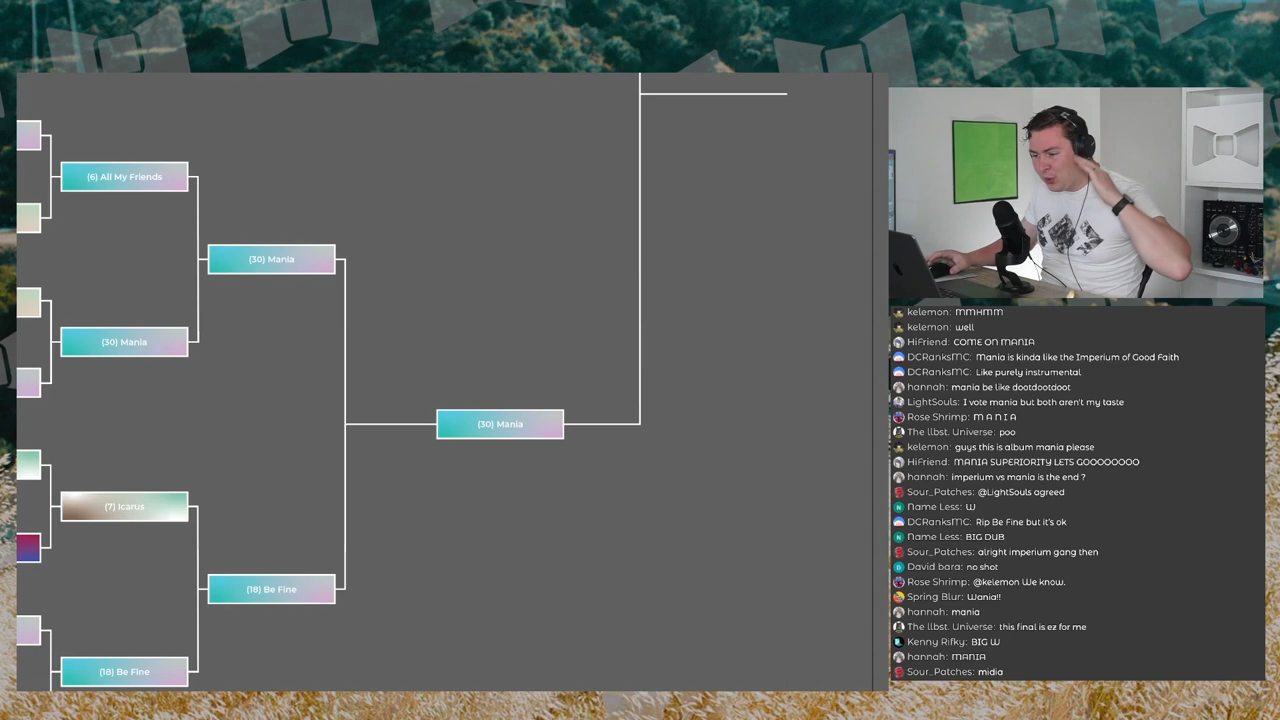 (6) All My Friends
(30) Mania
(30) Mania
(30) Mania
(7) Icarus
(18) Be Fine
(18) Be Fine
kelemon: MMHMM
kelemon: well
HiFriend: COME ON MANIA
DCRanksMC: Mania is kinda like the Imperium of Good Faith
DCRanksMC: Like purely instrumental
hannah: mania be like dootdootdoot
LightSouls: I vote mania but both aren't my taste
Rose Shrimp: M A N I A
The llbst. Universe: poo
kelemon: guys this is album mania please
HiFriend: MANIA SUPERIORITY LETS GOOOOOOOO
hannah: imperium vs mania is the end ?
Sour_Patches: @LightSouls agreed
Name Less: W
DCRanksMC: Rip Be Fine but it's ok
Name Less: BIG DUB
Sour_Patches: alright imperium gang then
David bara: no shot
Rose Shrimp: @kelemon We know.
Spring Blur: Wania!!
hannah: mania
The llbst. Universe: this final is ez for me
Kenny Rifky: BIG W
hannah: MANIA
Sour_Patches: midia